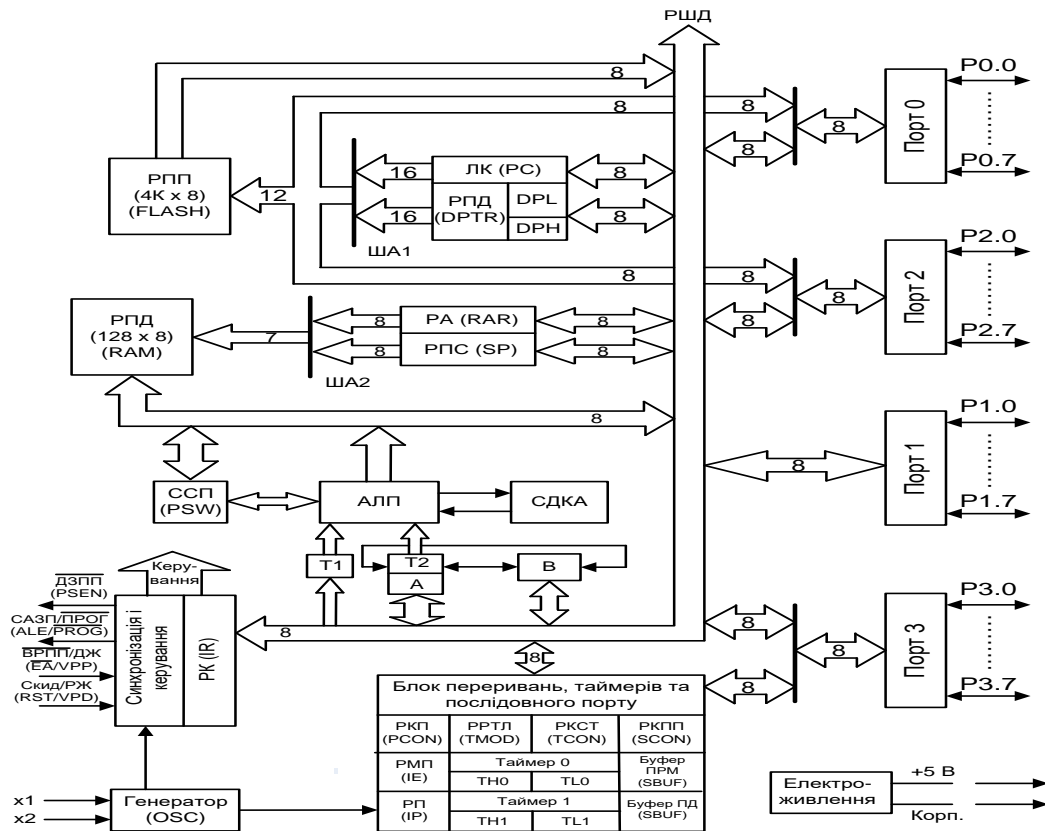 РШД
8
8
8
8
8
8
12
РПП
(4K x 8)
(FLASH)
16
16
ЛК (PC)
РПД
(DPTR)
DPL
DPH
8
8
ША1
Порт 0
P0.0
P0.7
8
8
8
8
Порт 2
P2.0
P2.7
РПД
(128 x 8)
(RAM)
7
8
8
РА (RAR)
РПС (SP)
8
8
ША2
8
ССП
(PSW)
АЛП
СДКА
8
Порт 1
P1.0
P1.7
Т1
Т2
А
В
Керу-
вання
ДЗПП
(PSEN)
САЗП/ПРОГ
(ALE/PROG)
ВРПП/ДЖ
(EA/VPP)
Скид/РЖ
(RST/VPD)
Синхронізація і
керування
РК (IR)
8
8
8
8
8
Порт 3
P3.0
P3.7
Блок переривань, таймерів та
послідовного порту
РКП
(PCON)
РРТЛ
(TMOD)
РКСТ
(TCON)
РКПП
(SCON)
РМП
(IE)
Таймер 0
TH0
TL0
Буфер
ПРМ
(SBUF)
РП
(IP)
Таймер 1
TH1
TL1
Буфер ПД
(SBUF)
x1
x2
Генератор
(OSC)
Електро-
живлення
+5 В
Корп.